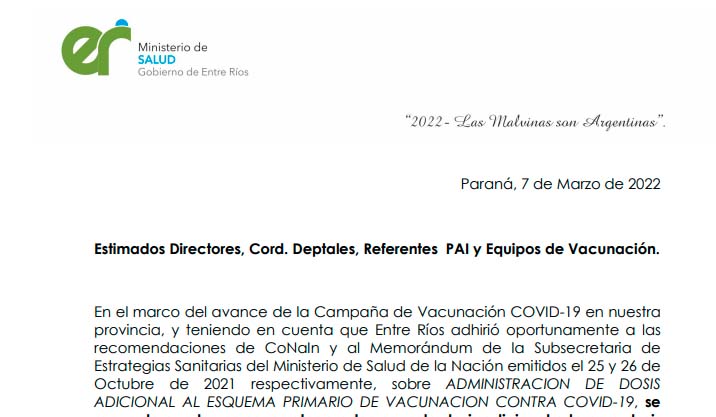 er
Ministerio de
SALUD
Gobierno de Entre Ríos
“2022- Las Malvinas son Argentinas”.
Paraná, 7 de Marzo de 2022
Estimados Directores, Cord. Deptales, Referentes PAI y Equipos de Vacunación.
En el marco del avance de la Campaña de Vacunación COVID-19 en nuestra
provincia, y teniendo en cuenta que Entre Ríos adhirió oportunamente a las
recomendaciones de CoNaIn y al Memorándum de la Subsecretaria de
Estrategias Sanitarias del Ministerio de Salud de la Nación emitidos el 25 y 26 de
Octubre de 2021 respectivamente, sobre ADMINISTRACION DE DOSIS
ADICIONAL AL ESQUEMA PRIMARIO DE VACUNACION CONTRA COVID-19, se